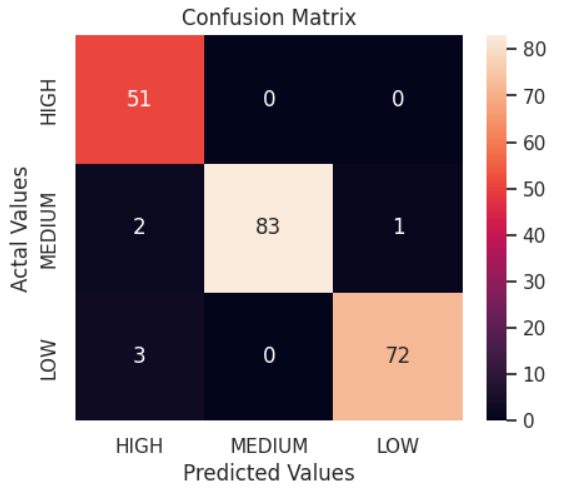 Confusion Matrix
Actal Values
HIGH
MEDIUM
LOW
51 0 0
2 83 1
3 0 72
HIGH MEDIUM LOW
Predicted Values
80
70
60
50
40
30
20
10
0